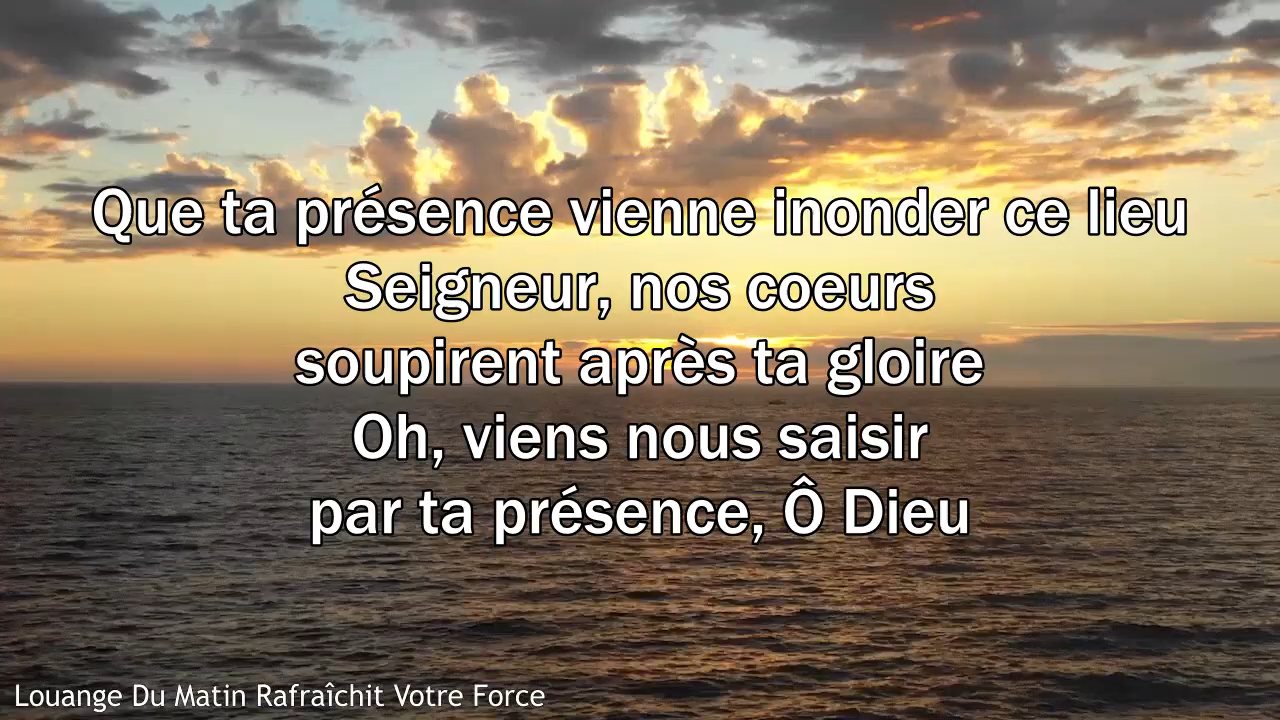 Que ta présence vienne inonder ce lieu
Seigneur, nos coeurs
soupirent après ta gloire
Oh, viens nous saisir
par ta présence, Ô Dieu
Louange Du Matin Rafraîchit Votre Force